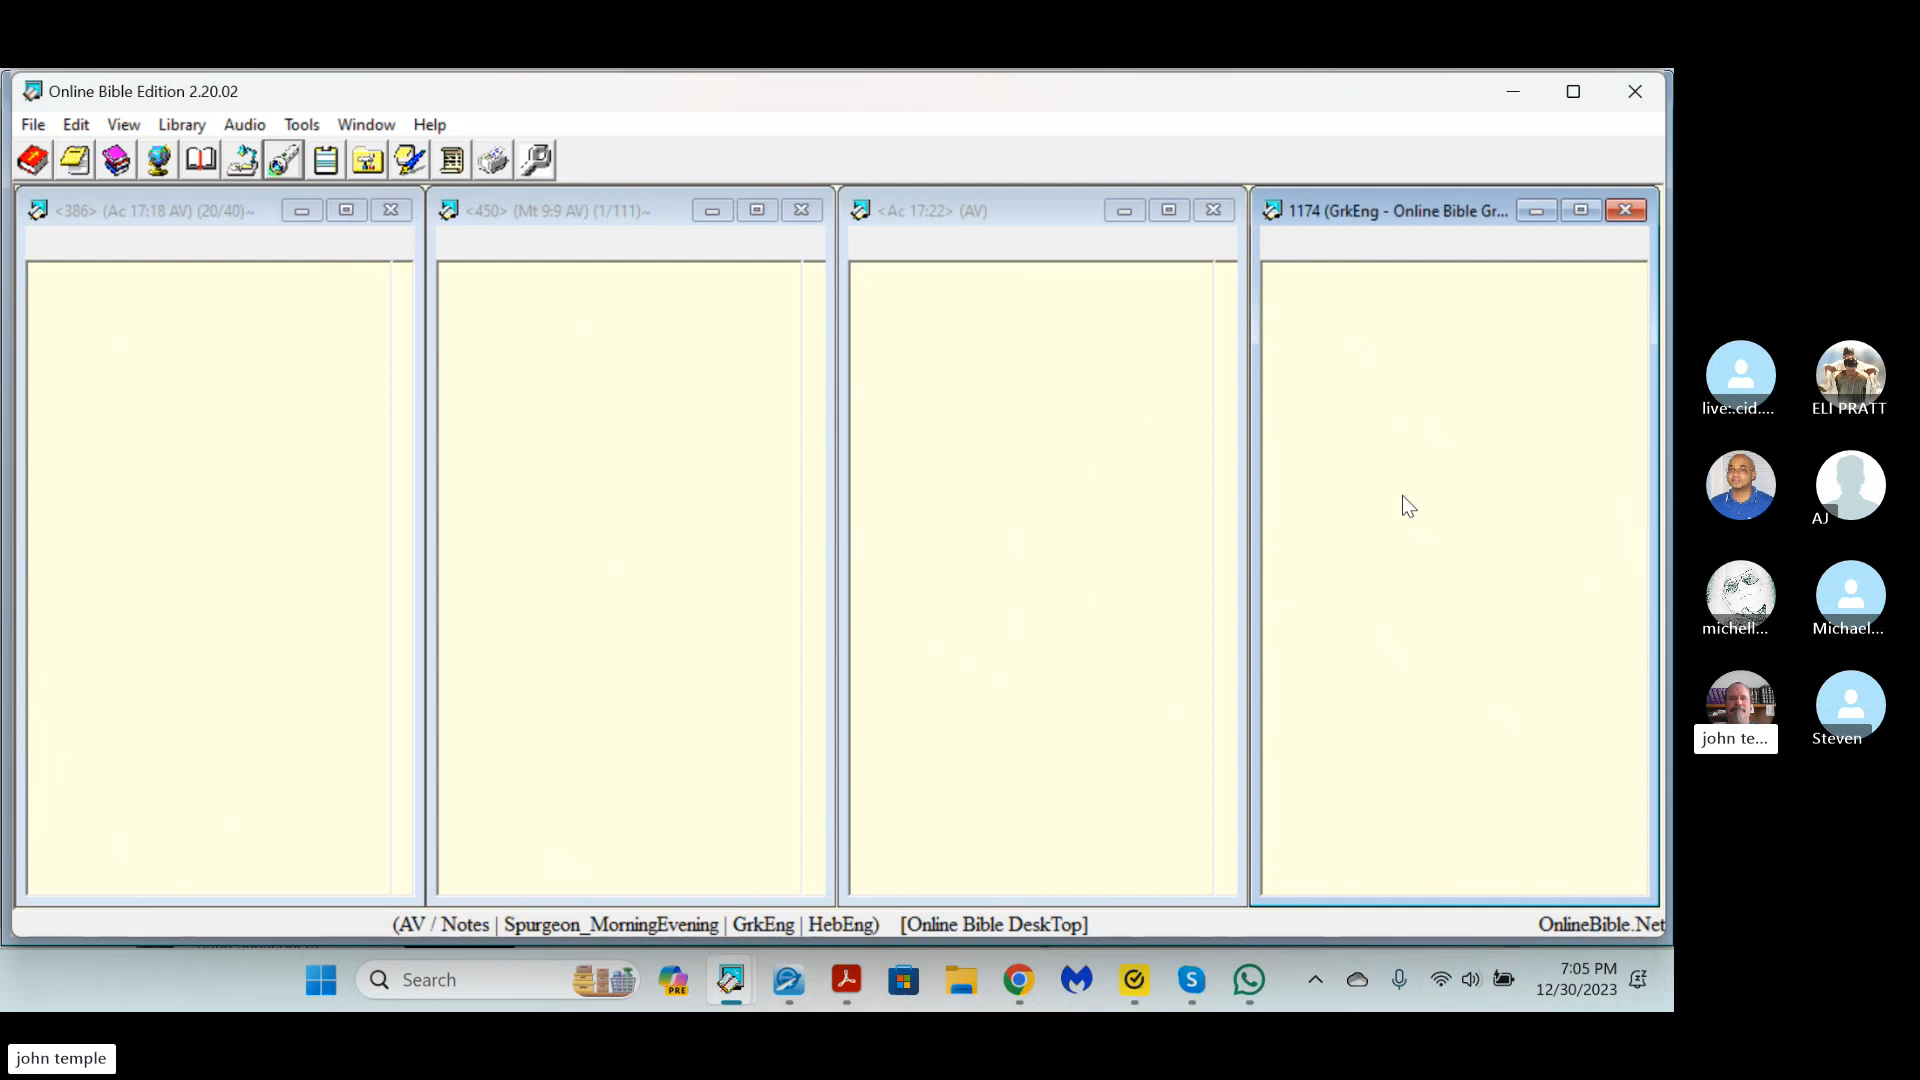 Online Bible Edition 2.20.02
File Edit View Library Audio Tools Window Help
<386> (Ac 17:18 AV) (20/40)~
<450> (Mt 9:9 AV) (1/111)~
<Ac 17:22> (AV)
1174 (GrkEng - Online Bible Gr...
live:.cid....
ELI PRATT
AJ
michell...
Michael...
john te...
Steven
(AV / Notes | Spurgeon_MorningEvening | GrkEng | HebEng) [Online Bible DeskTop]
OnlineBible.Net
Search
PRE
7:05 PM
12/30/2023
john temple